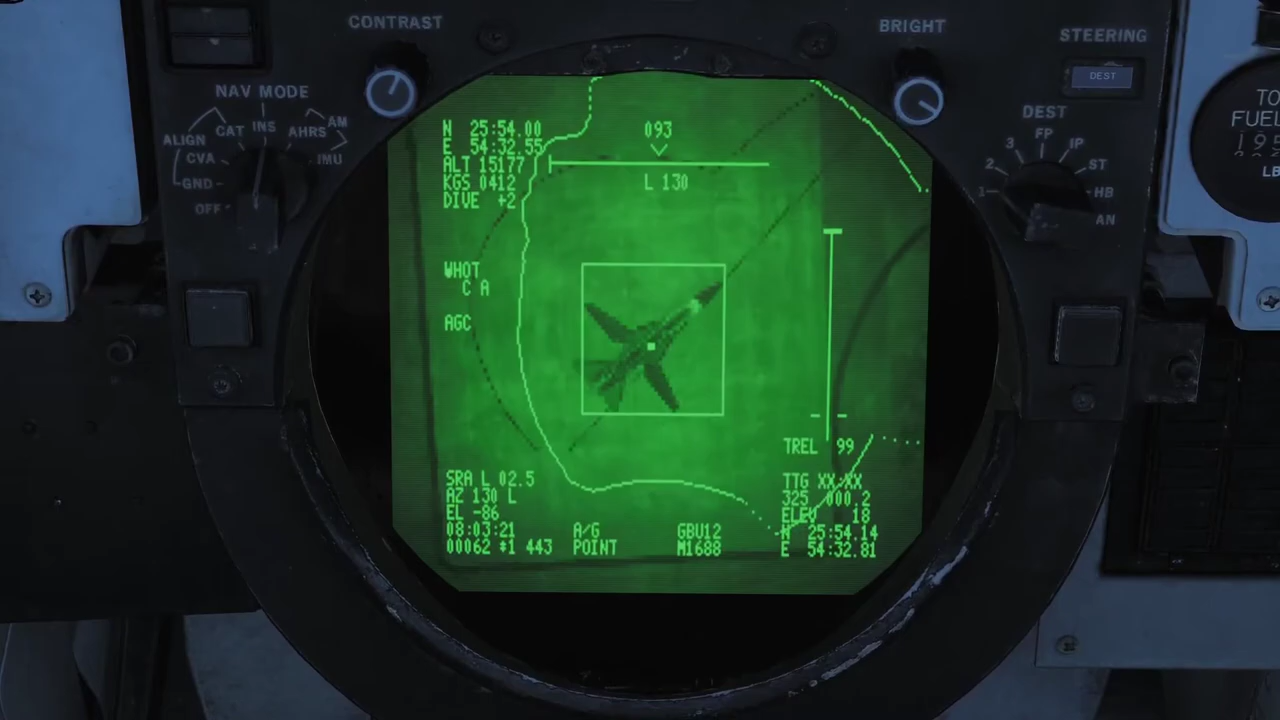 CONTRAST
BRIGHT
STEERING
DEST
NAV MODE
ALIGN
CVA
GND
OFF
CAT
INS
AHRS
AM
IMU
DEST
1
2
3
FP
IP
ST
HB
AN
FUEL
LB
N 25:54.00
E 54:32.55
ALT 15177
KGS 0412
DIVE +2
093
L 130
WHOT
C A
AGC
TREL 99
TTG XX:XX
325 000.2
ELEV 18
N 25:54.14
E 54:32.81
SRA L 02.5
AZ 130 L
EL -86
08:03:21
00062 #1 443
A/G
POINT
GBU12
M1688